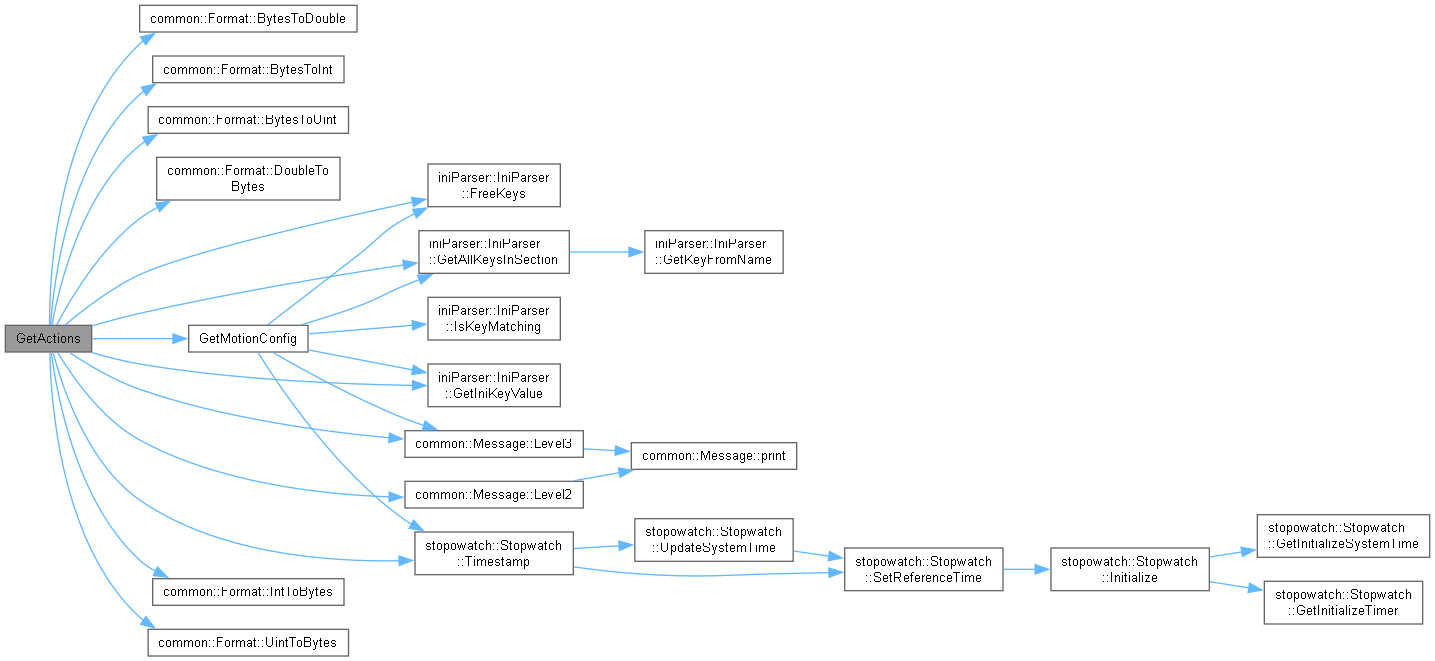 common::Format::BytesToDouble
common::Format::BytesToInt
common::Format::BytesToUint
common::Format::DoubleTo
Bytes
iniParser::IniParser
::FreeKeys
iniParser::IniParser
::GetAllKeysInSection
iniParser::IniParser
::GetKeyFromName
iniParser::IniParser
::IsKeyMatching
GetActions
GetMotionConfig
iniParser::IniParser
::GetIniKeyValue
common::Message::Level3
common::Message::print
common::Message::Level2
stopowatch::Stopwatch
::Timestamp
stopowatch::Stopwatch
::UpdateSystemTime
stopowatch::Stopwatch
::SetReferenceTime
stopowatch::Stopwatch
::Initialize
stopowatch::Stopwatch
::GetInitializeSystemTime
stopowatch::Stopwatch
::GetInitializeTimer
common::Format::IntToBytes
common::Format::UintToBytes